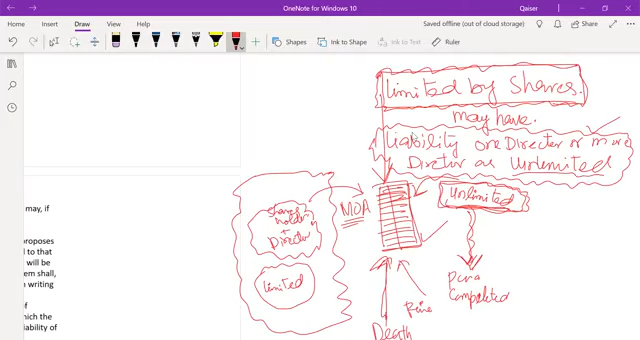 OneNote for Windows 10
Qaiser
File Home Insert Draw View Help
Saved offline (out of cloud storage)
Shapes
Ink to Shape
Ink to Text
Ruler
limited by Shares.
may have.
Liability one Director or more
Director as Unlimited
Unlimited
MOA
Share
holder
+
Director
limited
Completed
Death
may, if
proposes
d to that
will be
em shall,
n writing
f
hich the
iability of